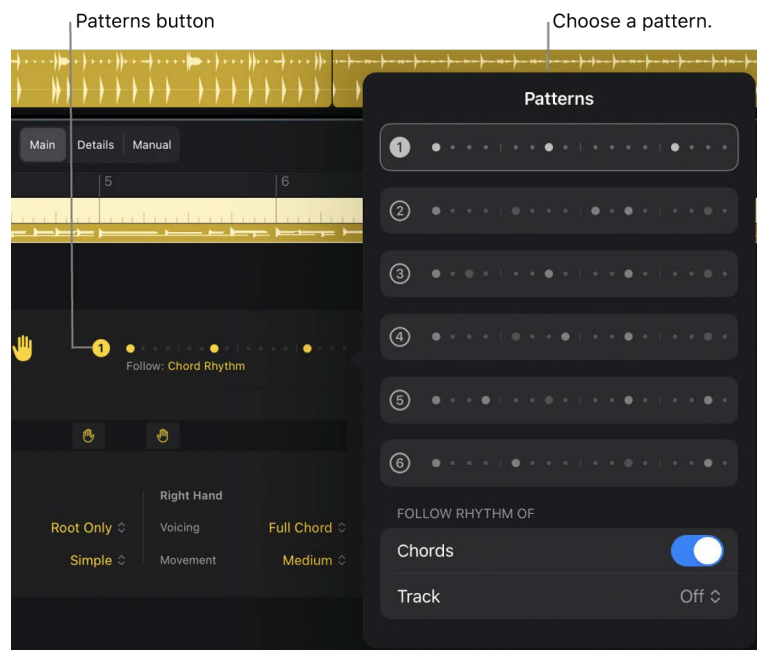 Patterns button
Choose a pattern.
Patterns
Main Details Manual
1
5 6
2
3
4
1
Follow: Chord Rhythm
5
6
Right Hand
FOLLOW RHYTHM OF
Root Only Voicing Full Chord
Chords
Simple Movement Medium
Track Off